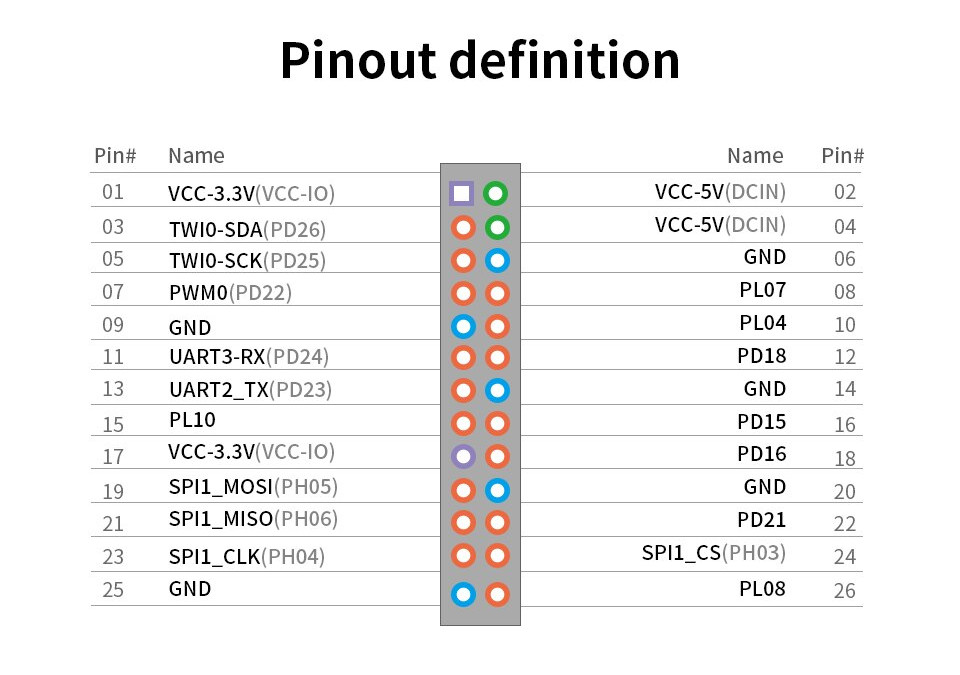 Pinout definition
Pin# Name Name Pin#
01 VCC-3.3V(VCC-IO) VCC-5V(DCIN) 02
03 TWI0-SDA(PD26) VCC-5V(DCIN) 04
05 TWI0-SCK(PD25) GND 06
07 PWM0(PD22) PL07 08
09 GND PL04 10
11 UART3-RX(PD24) PD18 12
13 UART2_TX(PD23) GND 14
15 PL10 PD15 16
17 VCC-3.3V(VCC-IO) PD16 18
19 SPI1_MOSI(PH05) GND 20
21 SPI1_MISO(PH06) PD21 22
23 SPI1_CLK(PH04) SPI1_CS(PH03) 24
25 GND PL08 26